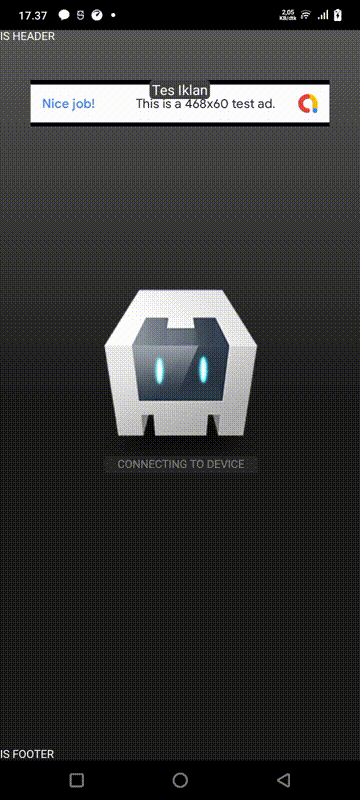 17.37
2,05
KB/dtk
IS HEADER
Tes Iklan
Nice job!
This is a 468x60 test ad.
CONNECTING TO DEVICE
IS FOOTER